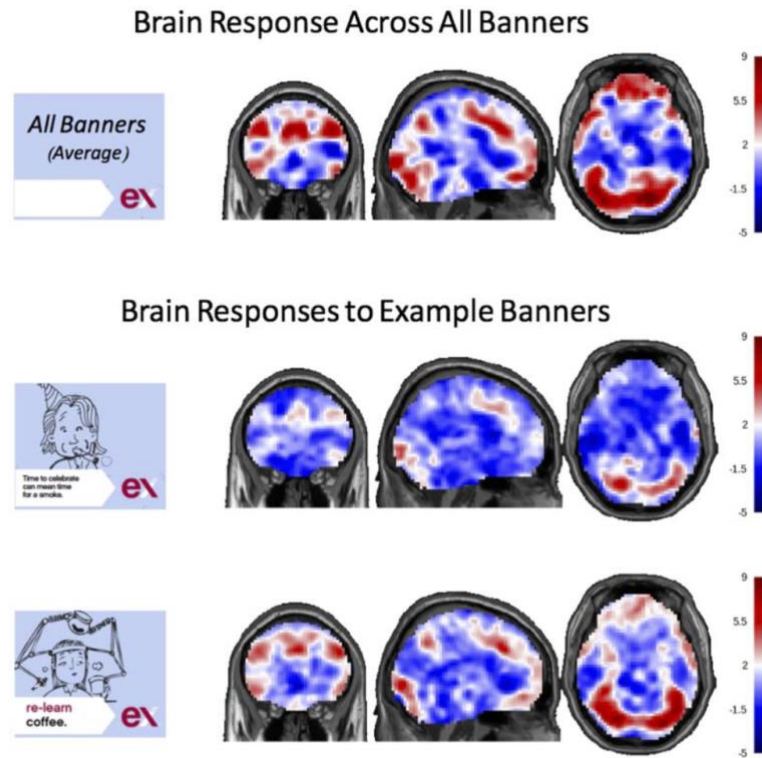 Brain Response Across All Banners
All Banners
(Average)
ex
9
5.5
2
-1.5
-5
Brain Responses to Example Banners
Time to celebrate
can mean time
for a smoke.
ex
9
5.5
2
-1.5
-5
re-learn
coffee.
ex
9
5.5
2
-1.5
-5